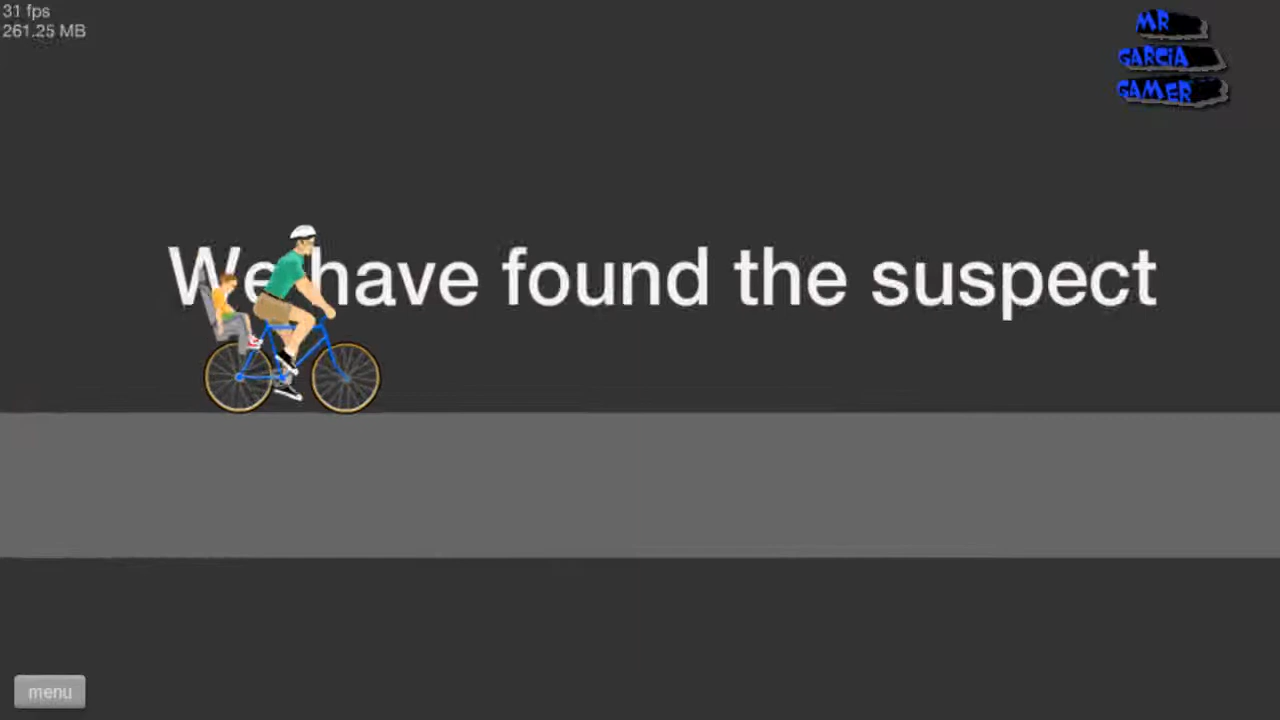 31 fps
261.25 MB
MR
GARCIA
GAMER
We have found the suspect
menu